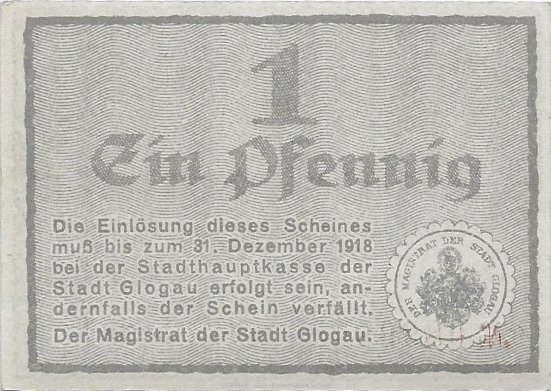 1
Ein Pfennig
Die Einlösung dieses Scheines
muß bis zum 31. Dezember 1918
bei der Stadthauptkasse der
Stadt Glogau erfolgt sein, an-
dernfalls der Schein verfällt.
Der Magistrat der Stadt Glogau.
DER MAGISTRAT DER STADT GLOGAU